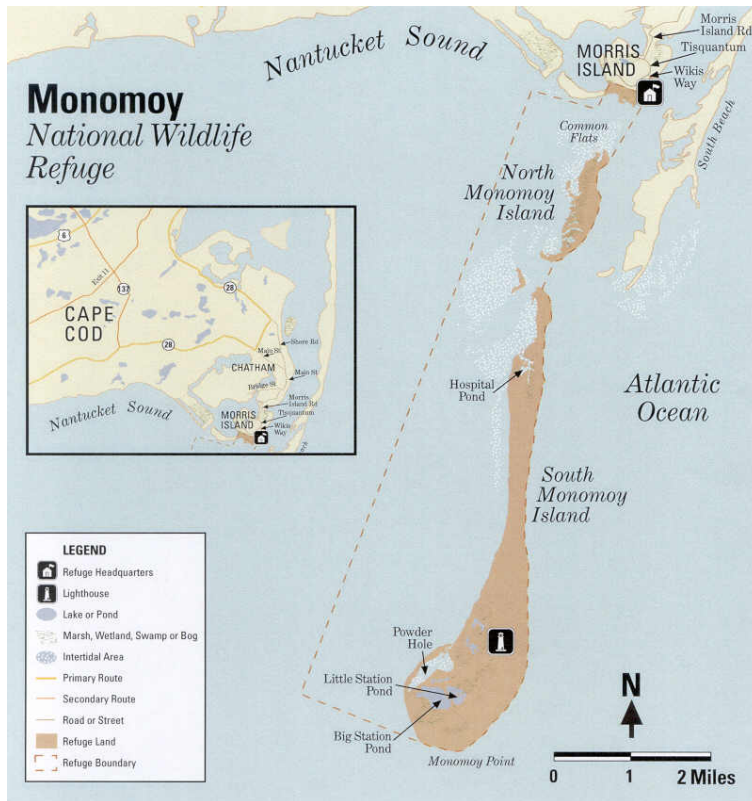 Monomoy
National Wildlife
Refuge
Nantucket Sound
MORRIS
ISLAND
Morris
Island Rd
Tisquantum
Wikis
Way
South Beach
Common
Flats
North
Monomoy
Island
Hospital
Pond
Atlantic
Ocean
South
Monomoy
Island
Powder
Hole
Little Station
Pond
Big Station
Pond
Monomoy Point
6
Exit 11
137
28
CAPE
COD
28
Shore Rd
Main St
CHATHAM
Main St
Bridge St
Morris
Island Rd
MORRIS
ISLAND
Tisquantum
Wikis
Way
Nantucket Sound
LEGEND
Refuge Headquarters
Lighthouse
Lake or Pond
Marsh, Wetland, Swamp or Bog
Intertidal Area
Primary Route
Secondary Route
Road or Street
Refuge Land
Refuge Boundary
N
0 1 2 Miles